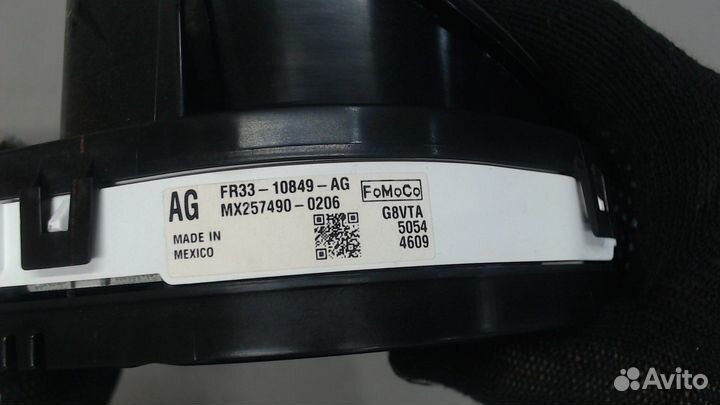 AG
FR33-10849-AG
MX257490-0206
FoMoCo
MADE IN
MEXICO
G8VTA
5054
4609
Avito